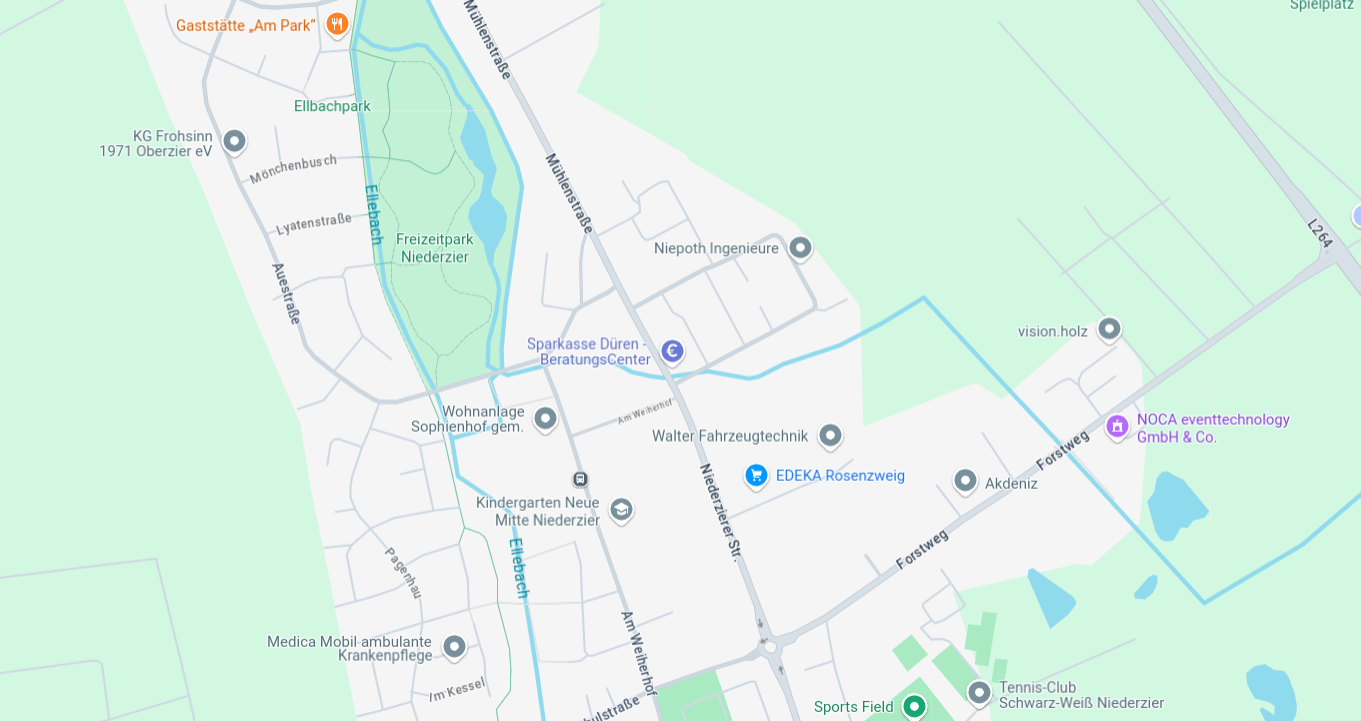 Spielplatz
Gaststätte „Am Park“
Mühlenstraße
Ellbachpark
KG Frohsinn
1971 Oberzier eV
Mönchenbusch
Mühlenstraße
Ellebach
Lyatenstraße
L264
Freizeitpark
Niederzier
Niepoth Ingenieure
Auestraße
vision.holz
Sparkasse Düren -
BeratungsCenter
Wohnanlage
Sophienhof gem.
Am Weiherhof
NOCA eventtechnology
GmbH & Co.
Walter Fahrzeugtechnik
Forstweg
EDEKA Rosenzweig
Akdeniz
Kindergarten Neue
Mitte Niederzier
Niederzierer Str.
Forstweg
Ellebach
Pagenhau
Am Weiherhof
Medica Mobil ambulante
Krankenpflege
Im Kessel
Tennis-Club
Schwarz-Weiß Niederzier
Sports Field